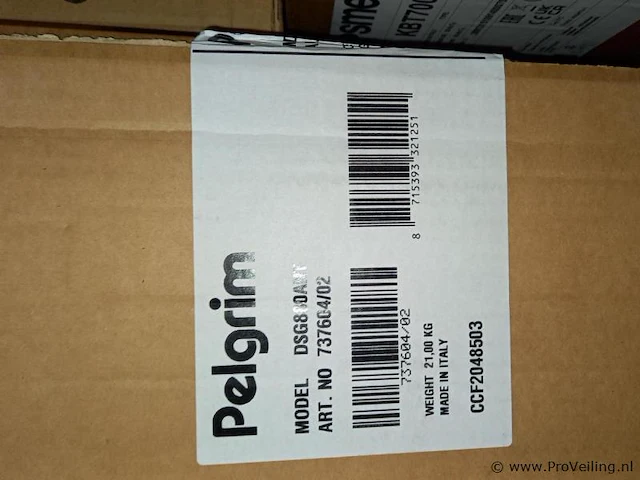 Pelgrim
MODEL
ART. NO 737604/02
8 715393 321251
737604/02
WEIGHT 21,00 KG
MADE IN ITALY
CCF2048503
© www.ProVeiling.nl